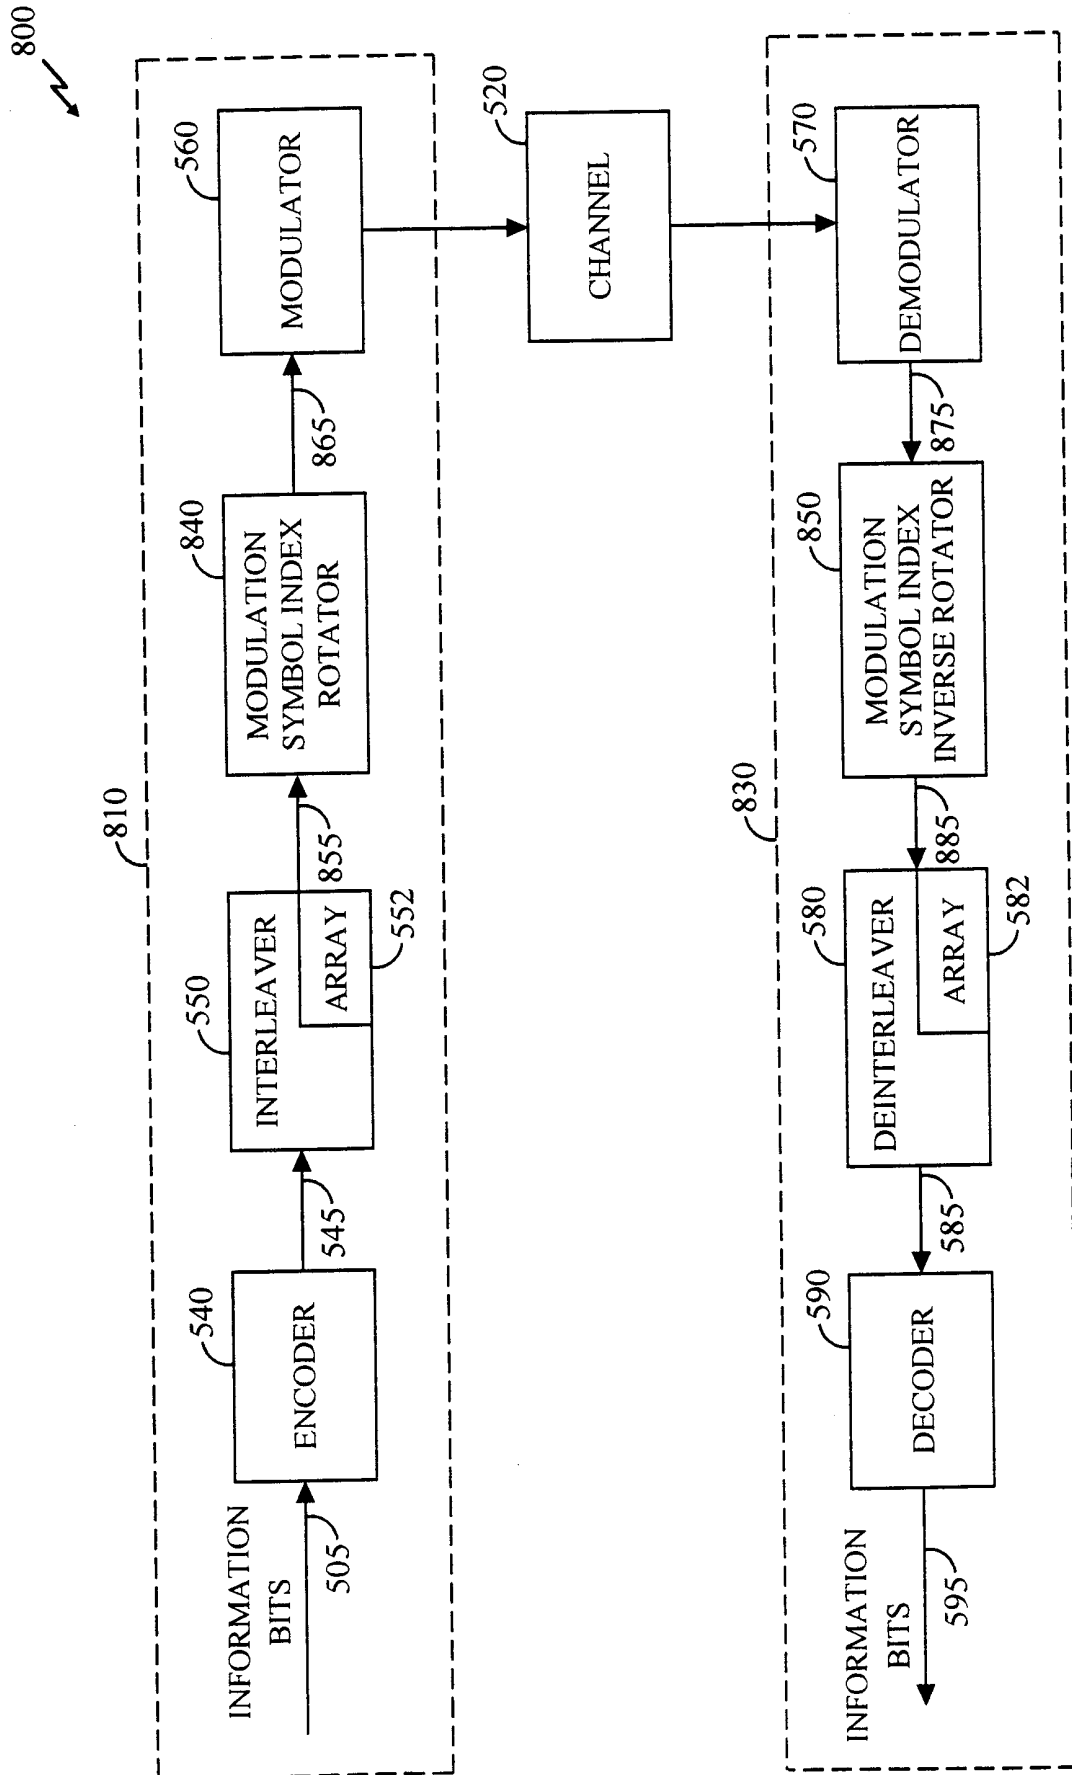 800
810
INFORMATION
BITS
505
540
ENCODER
545
550
INTERLEAVER
ARRAY
552
855
840
MODULATION
SYMBOL INDEX
ROTATOR
865
560
MODULATOR
520
CHANNEL
830
INFORMATION
BITS
595
590
DECODER
585
580
DEINTERLEAVER
ARRAY
582
885
850
MODULATION
SYMBOL INDEX
INVERSE ROTATOR
875
570
DEMODULATOR